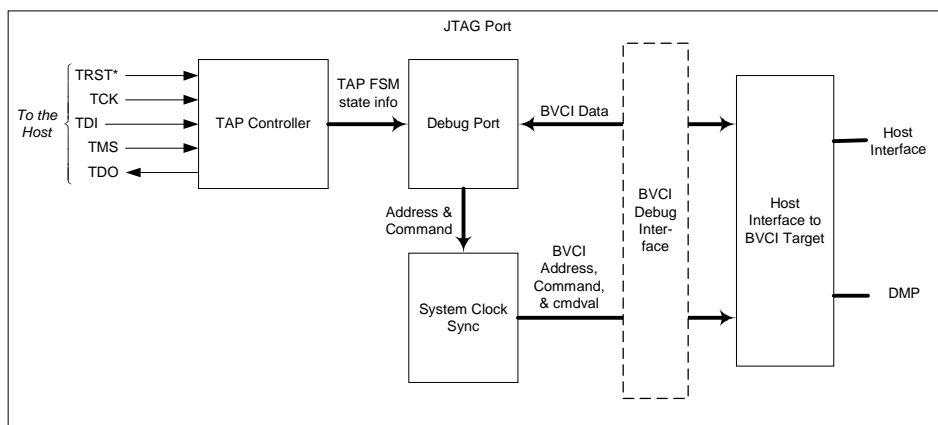 JTAG Port
To the
Host
TRST*
TCK
TDI
TMS
TDO
TAP Controller
TAP FSM
state info
Debug Port
BVCI Data
Address &
Command
System Clock
Sync
BVCI
Address,
Command,
& cmdval
BVCI
Debug
Inter-
face
Host
Interface to
BVCI Target
Host
Interface
DMP